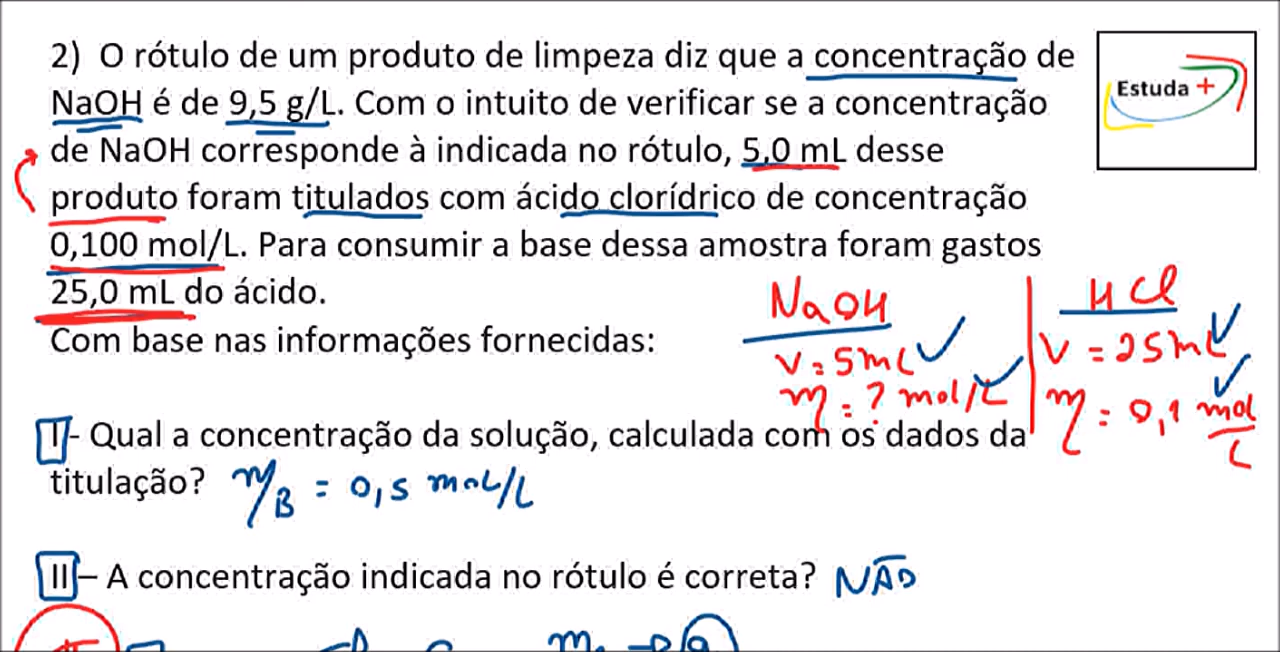 2) O rótulo de um produto de limpeza diz que a concentração de
NaOH é de 9,5 g/L. Com o intuito de verificar se a concentração
de NaOH corresponde à indicada no rótulo, 5,0 mL desse
produto foram titulados com ácido clorídrico de concentração
0,100 mol/L. Para consumir a base dessa amostra foram gastos
25,0 mL do ácido.
Com base nas informações fornecidas:
Estuda +
NaOH
V = 5mL
m = ? mol/L
HCl
V = 25mL
m = 0,1 mol/L
I - Qual a concentração da solução, calculada com os dados da
titulação? mB = 0,5 mol/L
II – A concentração indicada no rótulo é correta? NÃO